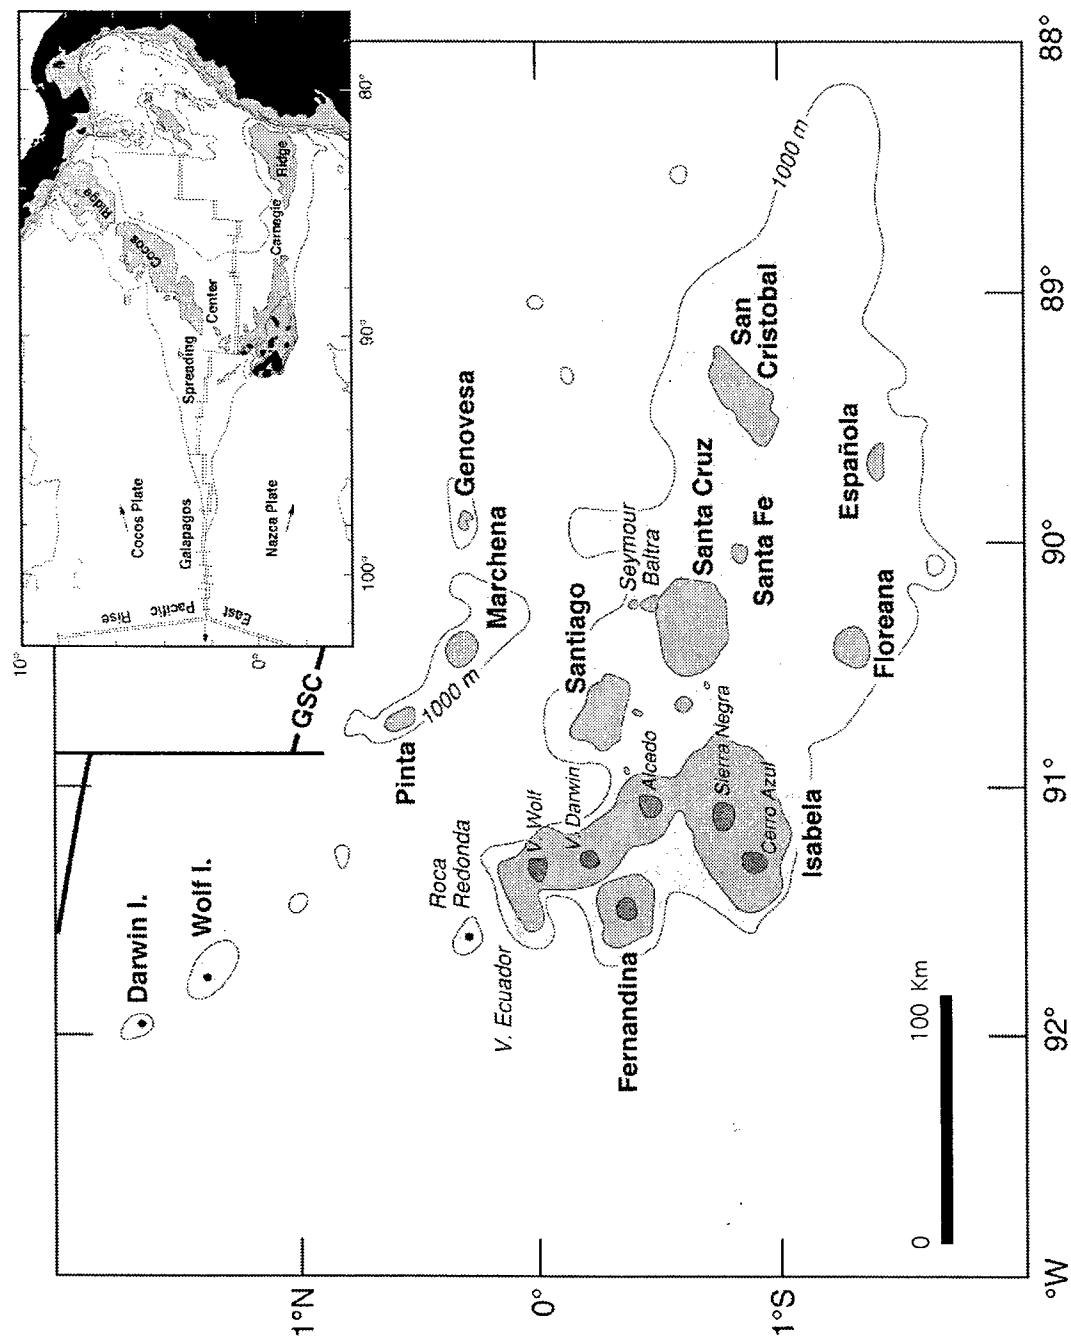 10°
0°
100°
90°
80°
East
Pacific
Rise
Cocos Plate
Galapagos
Spreading
Center
Nazca Plate
Cocos
Ridge
Carnegie
Ridge
GSC
Darwin I.
Wolf I.
Pinta
1000 m
Marchena
Genovesa
Roca
Redonda
V. Ecuador
V. Wolf
V. Darwin
Alcedo
Sierra Negra
Cerro Azul
Fernandina
Isabela
Santiago
Seymour
Baltra
Santa Cruz
Santa Fe
San
Cristobal
Española
Floreana
1000 m
0
100 Km
1°N
0°
1°S
°W
92°
91°
90°
89°
88°